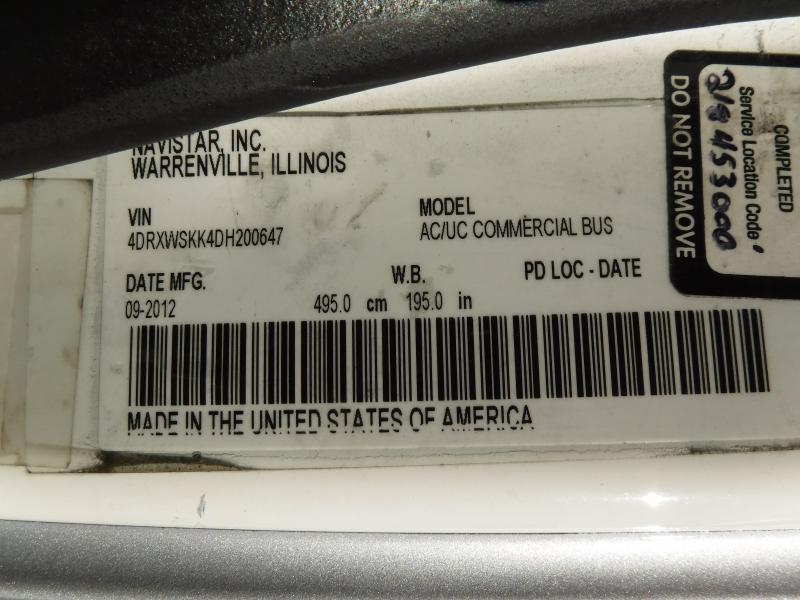 NAVISTAR, INC.
WARRENVILLE, ILLINOIS
VIN
4DRXWSKK4DH200647
MODEL
AC/UC COMMERCIAL BUS
DATE MFG.
09-2012
W.B.
495.0 cm 195.0 in
PD LOC - DATE
MADE IN THE UNITED STATES OF AMERICA
DO NOT REMOVE
Service Location Code
COMPLETED